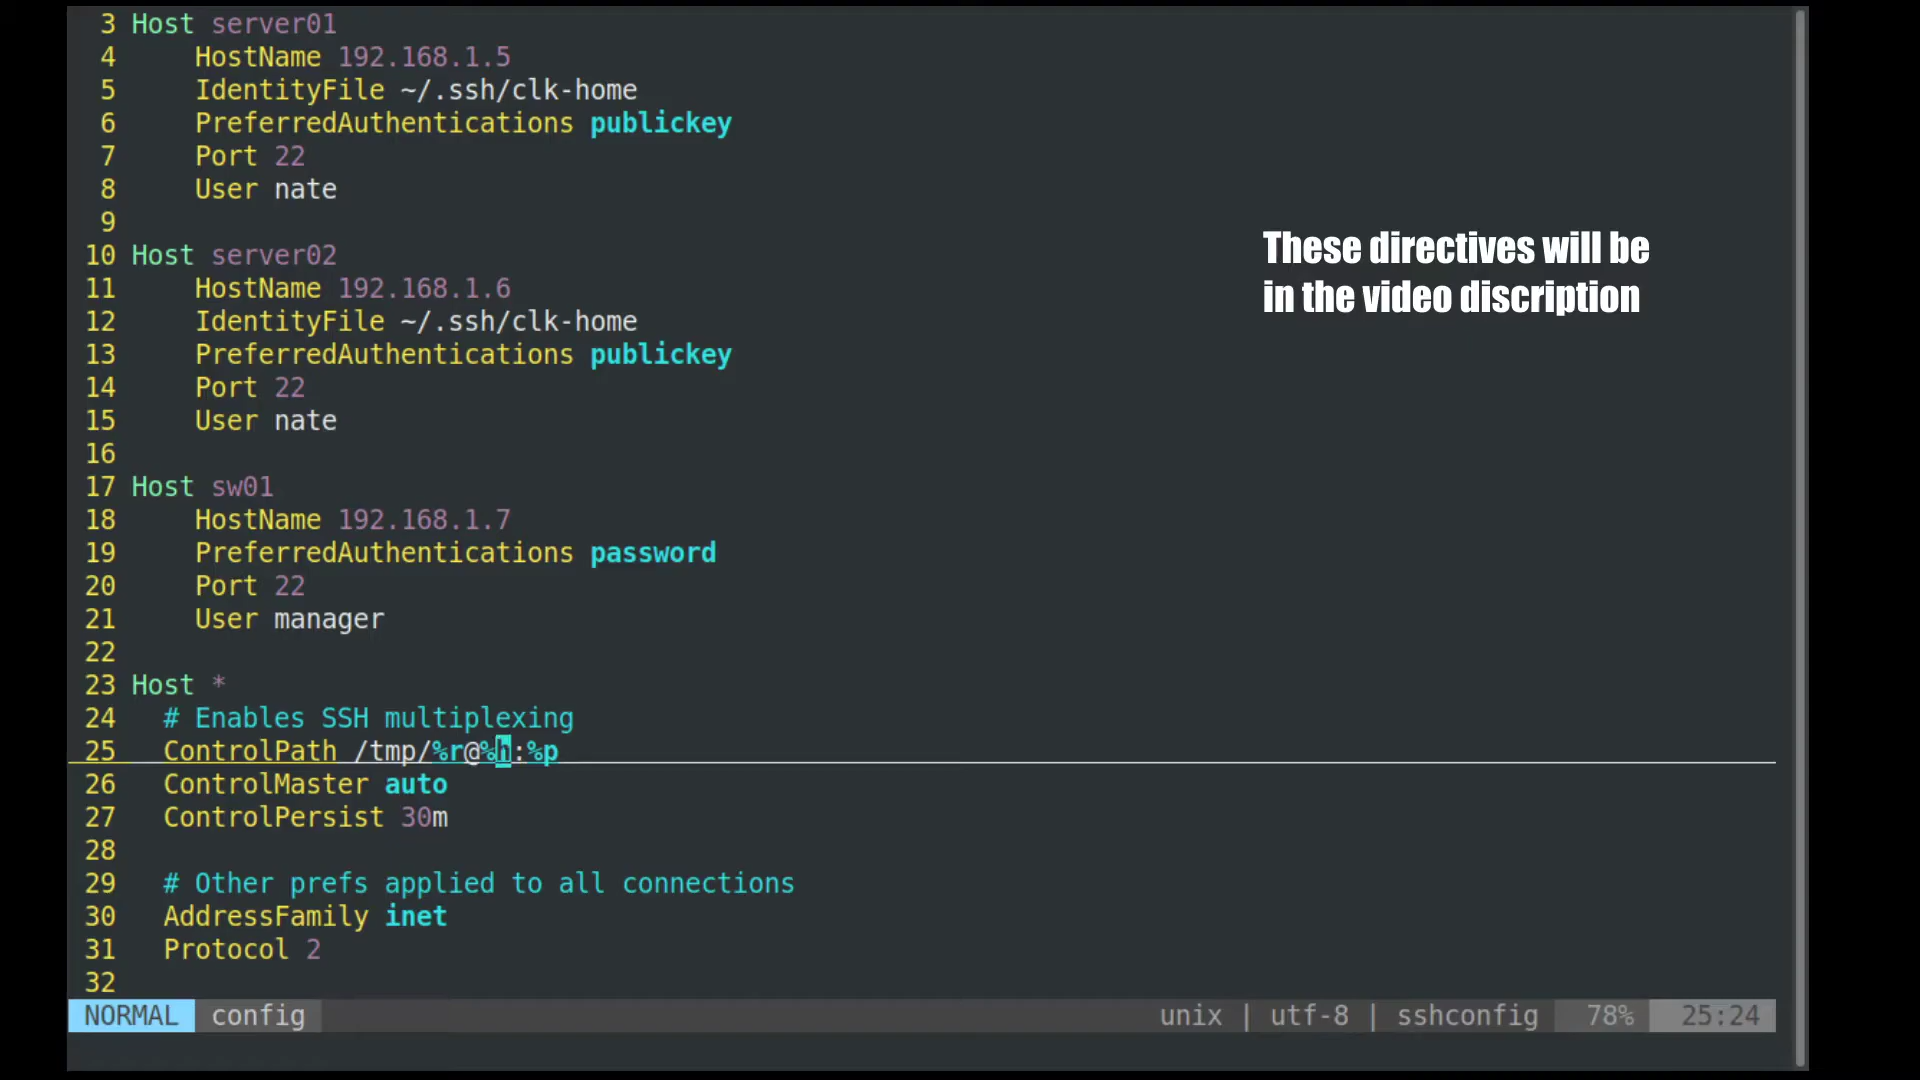 3 Host server01
4 HostName 192.168.1.5
5 IdentityFile ~/.ssh/clk-home
6 PreferredAuthentications publickey
7 Port 22
8 User nate
9
10 Host server02
11 HostName 192.168.1.6
12 IdentityFile ~/.ssh/clk-home
13 PreferredAuthentications publickey
14 Port 22
15 User nate
16
17 Host sw01
18 HostName 192.168.1.7
19 PreferredAuthentications password
20 Port 22
21 User manager
22
23 Host *
24 # Enables SSH multiplexing
25 ControlPath /tmp/%r@%h:%p
26 ControlMaster auto
27 ControlPersist 30m
28
29 # Other prefs applied to all connections
30 AddressFamily inet
31 Protocol 2
32
These directives will be
in the video discription
NORMAL config unix | utf-8 | sshconfig 78% 25:24